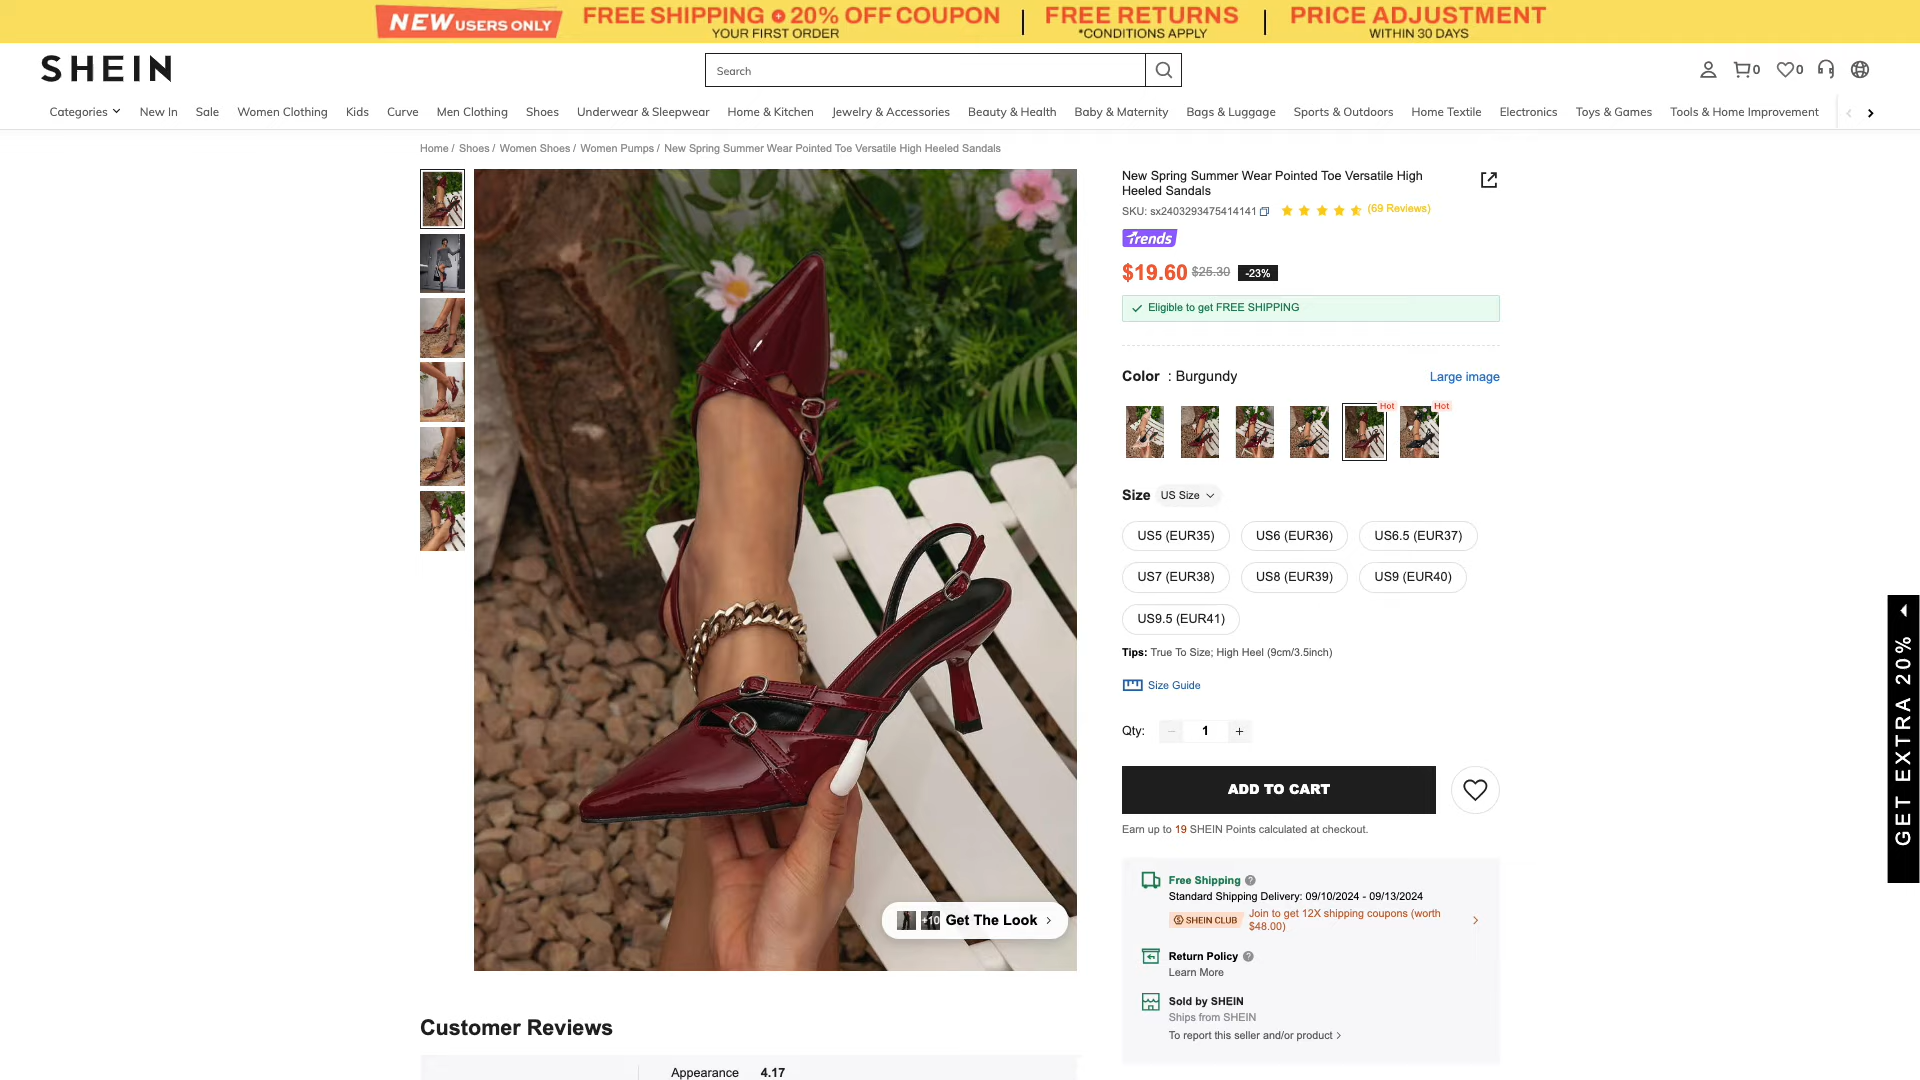 NEW USERS ONLY
FREE SHIPPING + 20% OFF COUPON
YOUR FIRST ORDER
FREE RETURNS
*CONDITIONS APPLY
PRICE ADJUSTMENT
WITHIN 30 DAYS
SHEIN
Search
0
0
Categories New In Sale Women Clothing Kids Curve Men Clothing Shoes Underwear & Sleepwear Home & Kitchen Jewelry & Accessories Beauty & Health Baby & Maternity Bags & Luggage Sports & Outdoors Home Textile Electronics Toys & Games Tools & Home Improvement
Home / Shoes / Women Shoes / Women Pumps / New Spring Summer Wear Pointed Toe Versatile High Heeled Sandals
New Spring Summer Wear Pointed Toe Versatile High
Heeled Sandals
SKU: sx2403293475414141 (69 Reviews)
Trends
$19.60 $25.30 -23%
Eligible to get FREE SHIPPING
Color : Burgundy Large image
Hot Hot
Size US Size
US5 (EUR35) US6 (EUR36) US6.5 (EUR37)
US7 (EUR38) US8 (EUR39) US9 (EUR40)
US9.5 (EUR41)
Tips: True To Size; High Heel (9cm/3.5inch)
Size Guide
Qty: 1 +
ADD TO CART
Earn up to 19 SHEIN Points calculated at checkout.
Free Shipping ?
Standard Shipping Delivery: 09/10/2024 - 09/13/2024
SHEIN CLUB Join to get 12X shipping coupons (worth
$48.00)
Return Policy ?
Learn More
Sold by SHEIN
Ships from SHEIN
To report this seller and/or product >
+10 Get The Look >
GET EXTRA 20%
Customer Reviews
Appearance 4.17